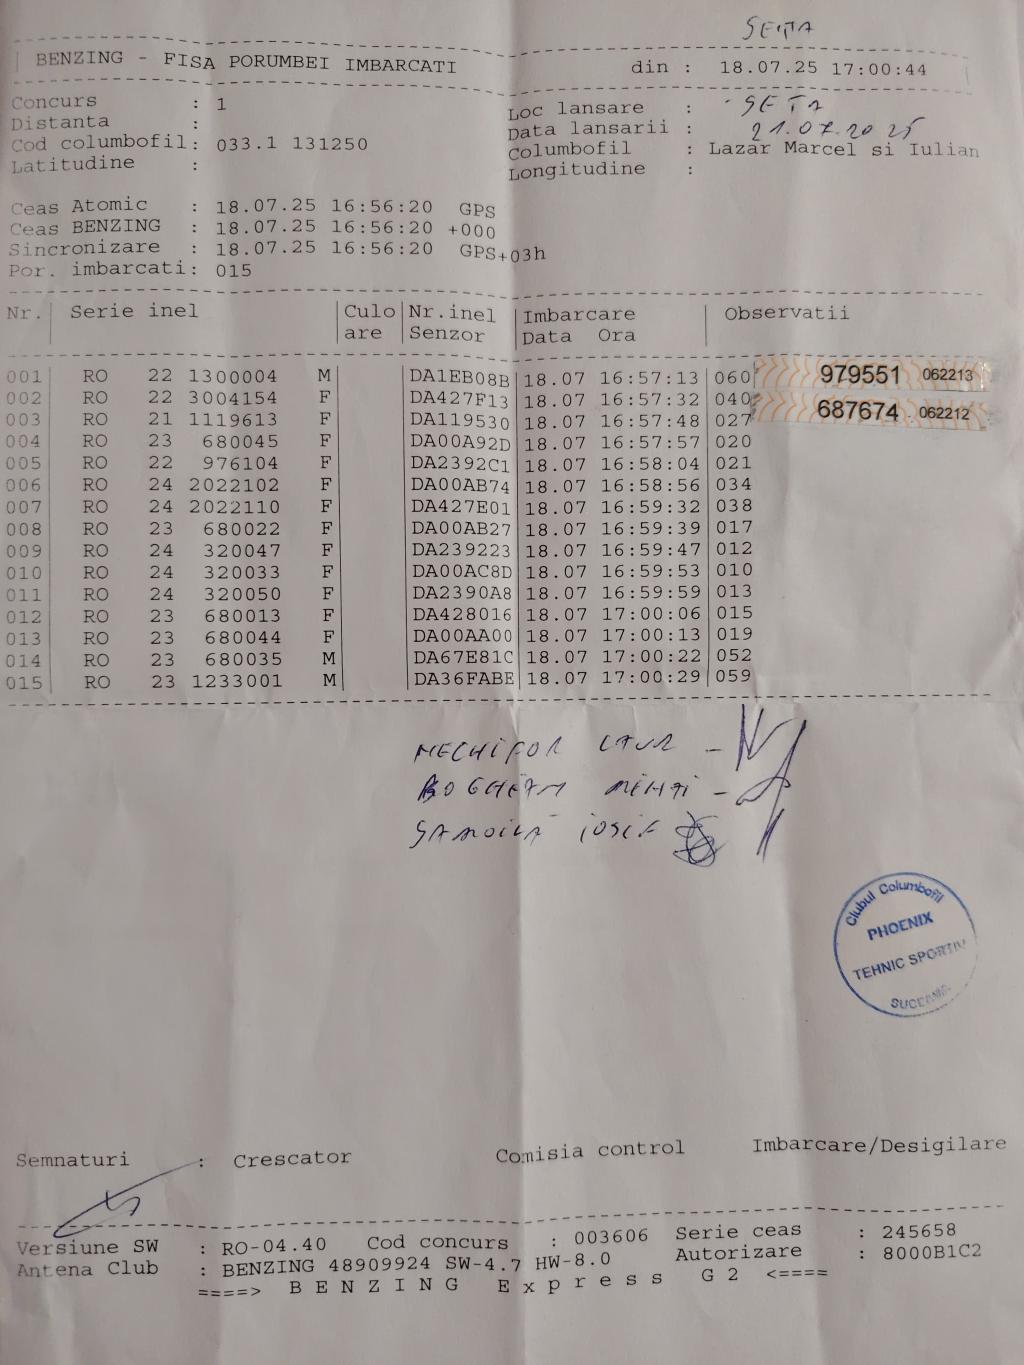 SETA
BENZING - FISA PORUMBEI IMBARCATI din : 18.07.25 17:00:44
Concurs : 1 Loc lansare : SETA
Distanta : Data lansarii : 21.07.2025
Cod columbofil: 033.1 131250 Columbofil : Lazar Marcel si Iulian
Latitudine : Longitudine :
Ceas Atomic : 18.07.25 16:56:20 GPS
Ceas BENZING : 18.07.25 16:56:20 +000
Sincronizare : 18.07.25 16:56:20 GPS+03h
Por. imbarcati: 015
Nr. Serie inel Culo Nr.inel Imbarcare Observatii
are Senzor Data Ora
001 RO 22 1300004 M DA1EB08B 18.07 16:57:13 060 979551 062213
002 RO 22 3004154 F DA427F13 18.07 16:57:32 040
003 RO 21 1119613 F DA119530 18.07 16:57:48 027 687674 062212
004 RO 23 680045 F DA00A92D 18.07 16:57:57 020
005 RO 22 976104 F DA2392C1 18.07 16:58:04 021
006 RO 24 2022102 F DA00AB74 18.07 16:58:56 034
007 RO 24 2022110 F DA427E01 18.07 16:59:32 038
008 RO 23 680022 F DA00AB27 18.07 16:59:39 017
009 RO 24 320047 F DA239223 18.07 16:59:47 012
010 RO 24 320033 F DA00AC8D 18.07 16:59:53 010
011 RO 24 320050 F DA2390A8 18.07 16:59:59 013
012 RO 23 680013 F DA428016 18.07 17:00:06 015
013 RO 23 680044 F DA00AA00 18.07 17:00:13 019
014 RO 23 680035 M DA67E81C 18.07 17:00:22 052
015 RO 23 1233001 M DA36FABE 18.07 17:00:29 059
MECHIFOR LAUR -
MIHAI -
SAMOILĂ IOSIF
Clubul Columbofil
PHOENIX
TEHNIC SPORTIV
SUCEAVA
Semnaturi : Crescator Comisia control Imbarcare/Desigilare
Versiune SW : RO-04.40 Cod concurs : 003606 Serie ceas : 245658
Antena Club : BENZING 48909924 SW-4.7 HW-8.0 Autorizare : 8000B1C2
====> B E N Z I N G E x p r e s s G 2 <====